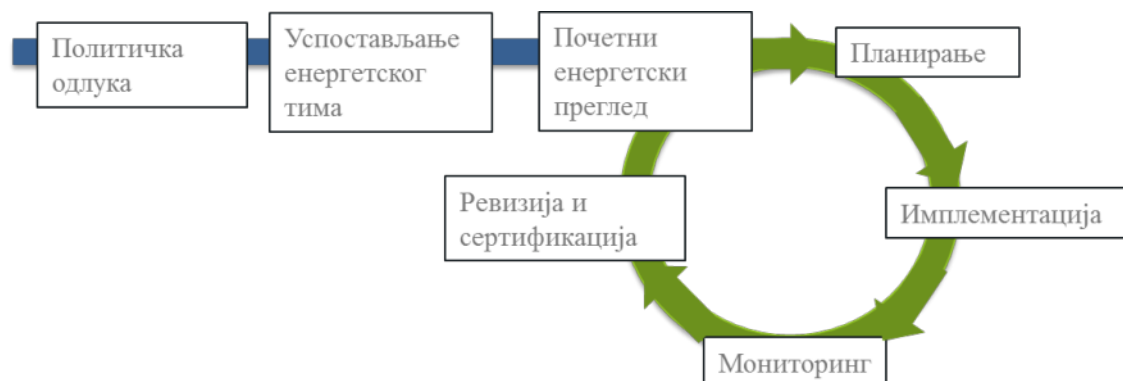 Политичка
одлука
Успостављање
енергетског
тима
Почетни
енергетски
преглед
Планирање
Имплементација
Мониторинг
Ревизија и
сертификација